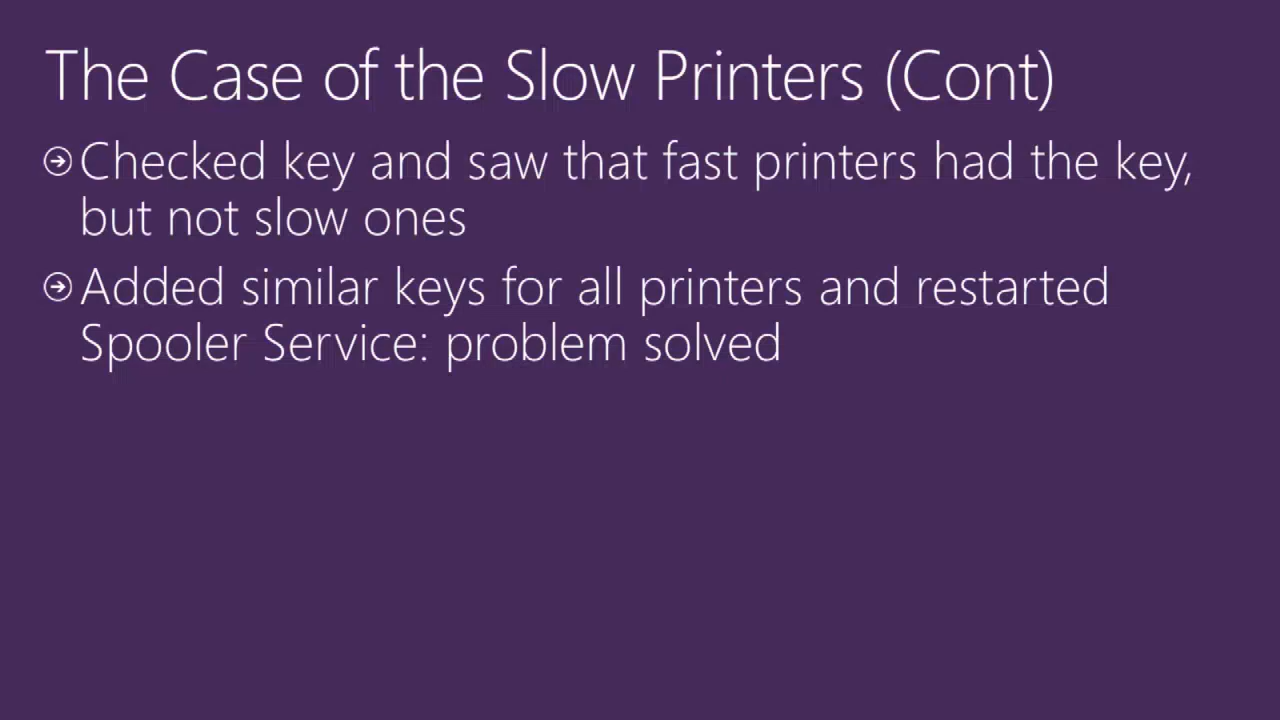 The Case of the Slow Printers (Cont)
Checked key and saw that fast printers had the key,
but not slow ones
Added similar keys for all printers and restarted
Spooler Service: problem solved